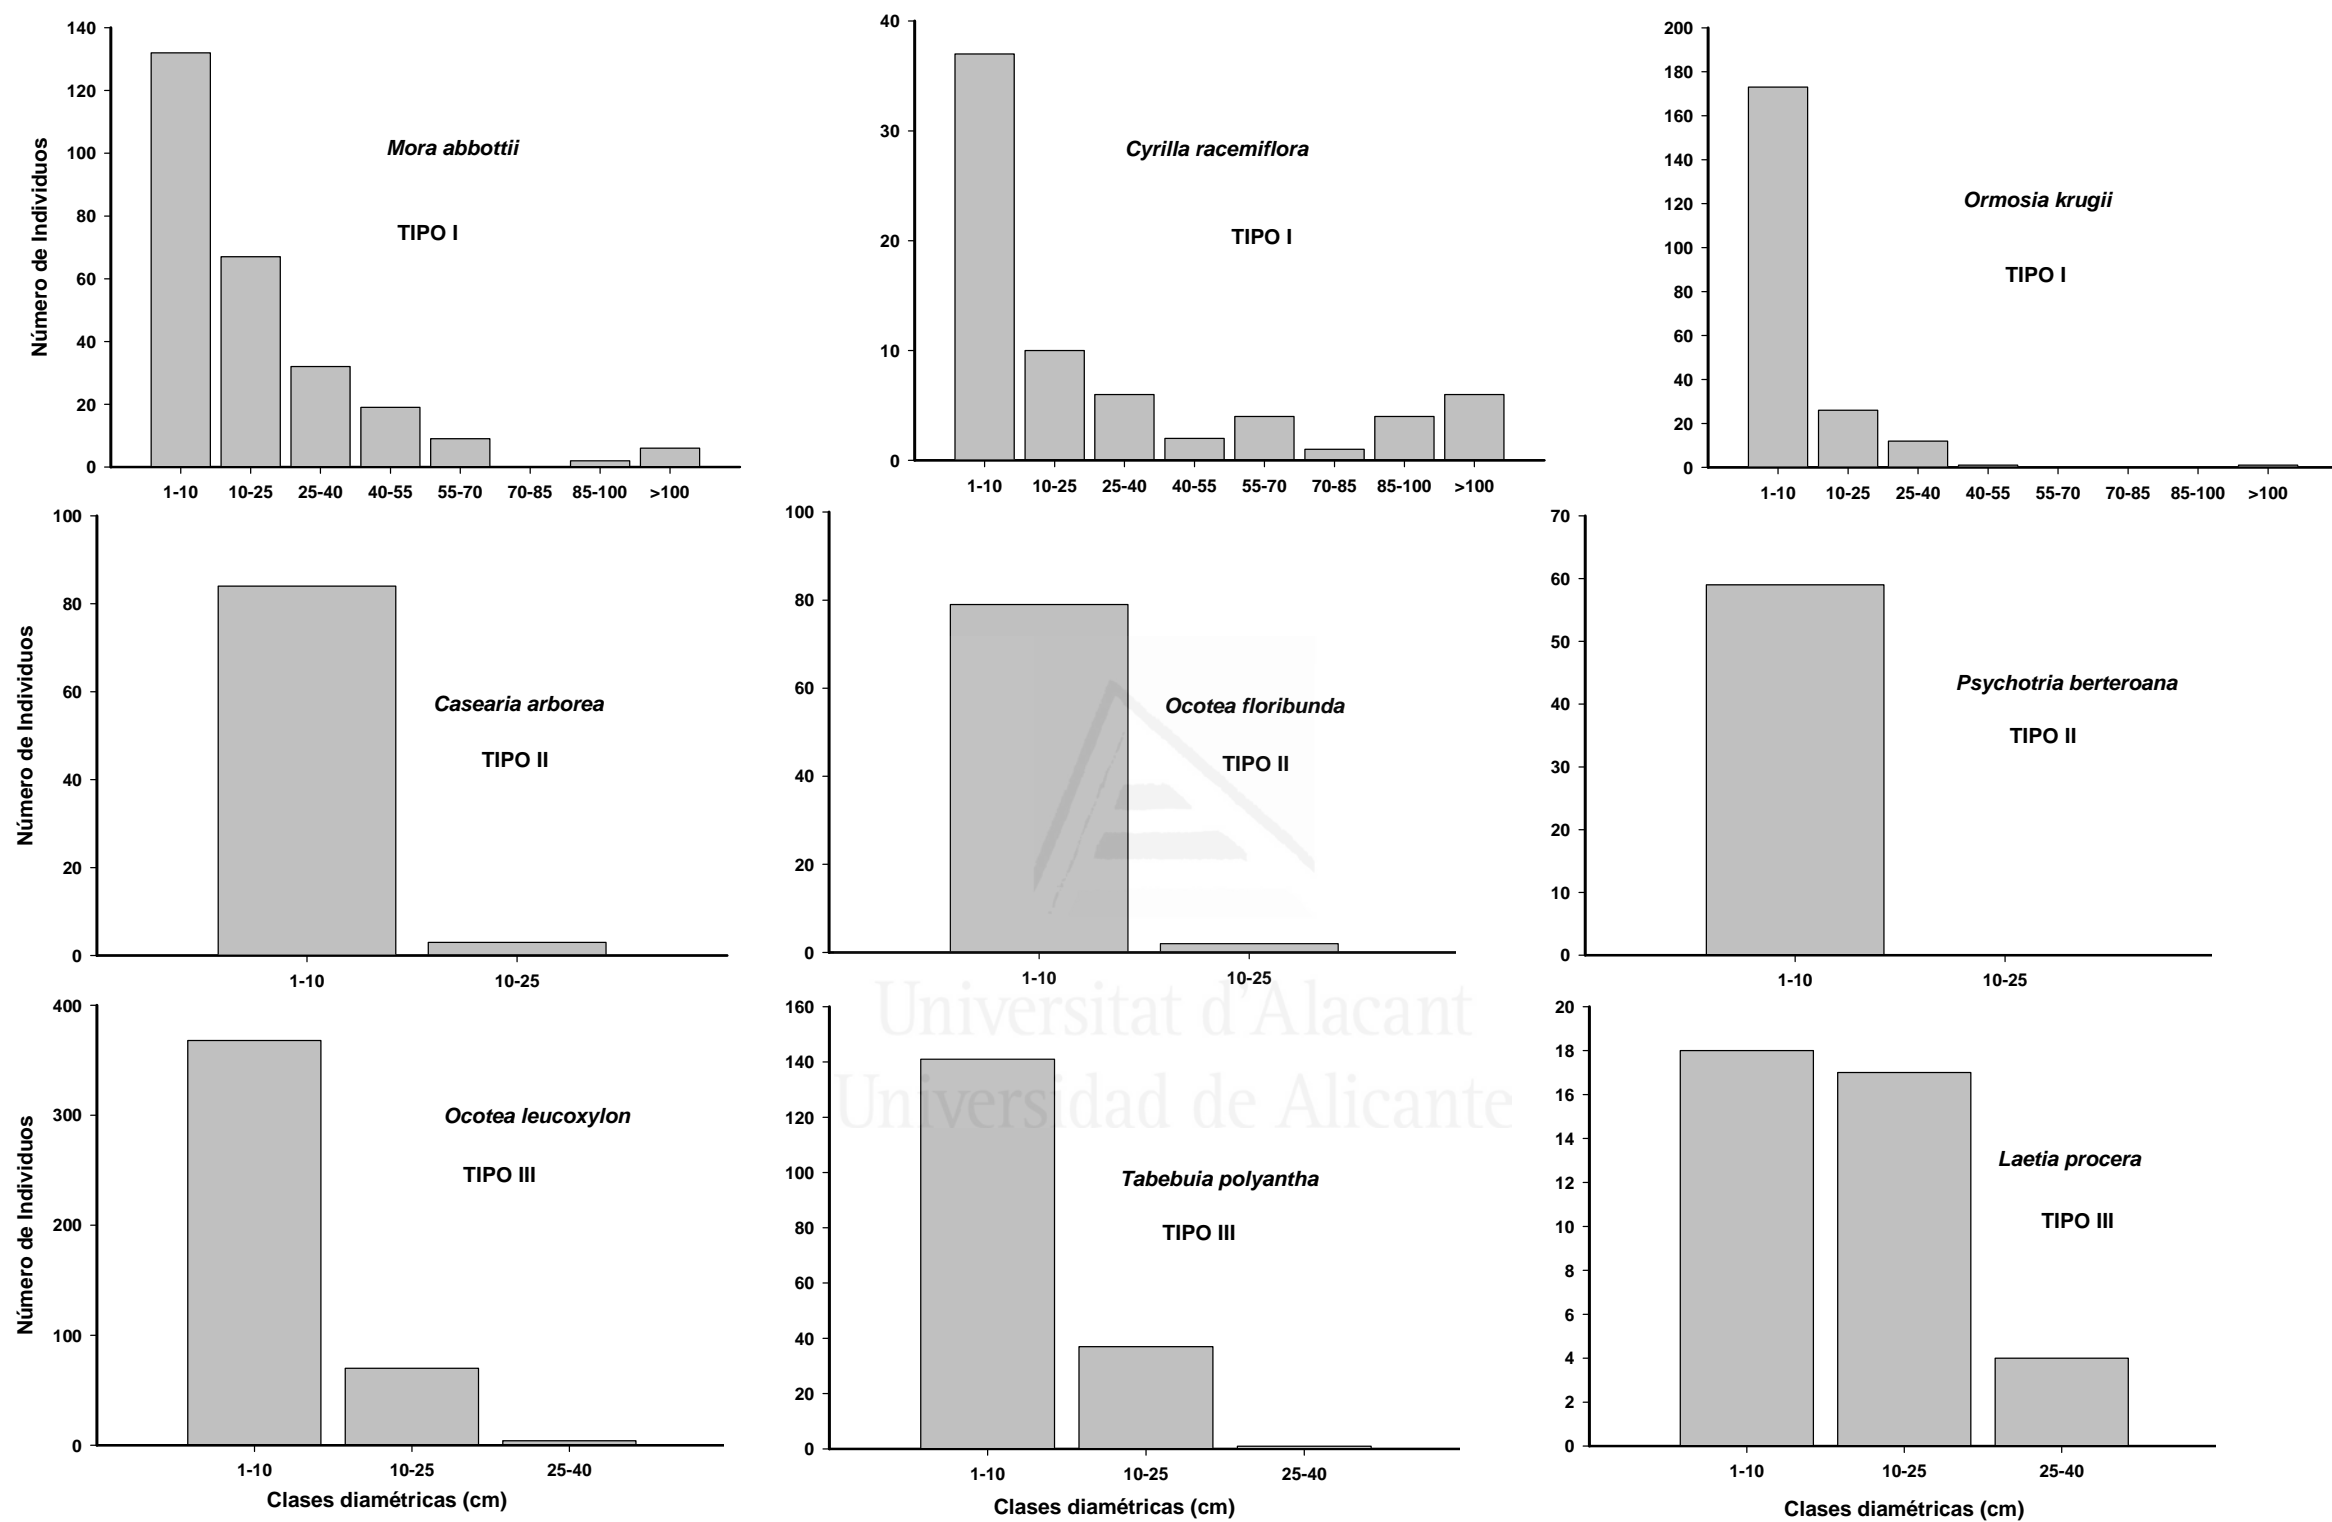 140
120
100
80
60
40
20
0
Número de Individuos
Mora abbottii
TIPO I
1-10 10-25 25-40 40-55 55-70 70-85 85-100 >100
40
30
20
10
0
Cyrilla racemiflora
TIPO I
1-10 10-25 25-40 40-55 55-70 70-85 85-100 >100
200
180
160
140
120
100
80
60
40
20
0
Ormosia krugii
TIPO I
1-10 10-25 25-40 40-55 55-70 70-85 85-100 >100
100
80
60
40
20
0
Número de Individuos
Casearia arborea
TIPO II
1-10 10-25
100
80
60
40
20
0
Ocotea floribunda
TIPO II
1-10 10-25
70
60
50
40
30
20
10
0
Psychotria berteroana
TIPO II
1-10 10-25
400
300
200
100
0
Número de Individuos
Ocotea leucoxylon
TIPO III
1-10 10-25 25-40
Clases diamétricas (cm)
160
140
120
100
80
60
40
20
0
Tabebuia polyantha
TIPO III
1-10 10-25 25-40
Clases diamétricas (cm)
20
18
16
14
12
10
8
6
4
2
0
Laetia procera
TIPO III
1-10 10-25 25-40
Clases diamétricas (cm)
Universitat d'Alacant
Universidad de Alicante